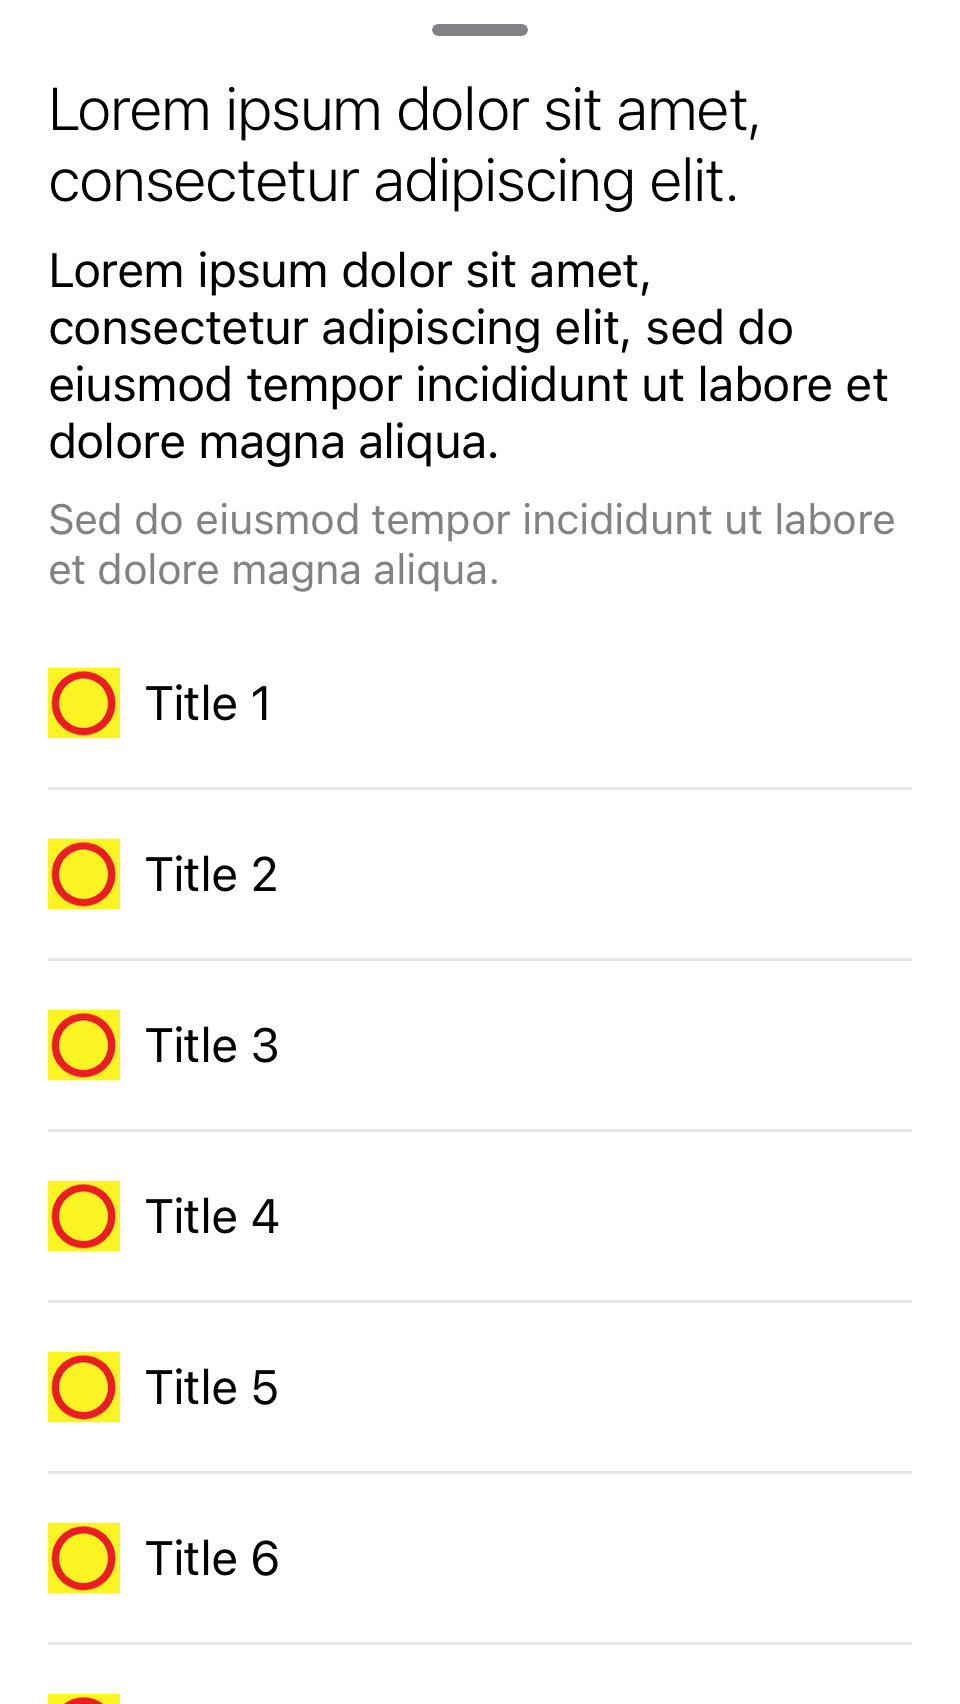 Lorem ipsum dolor sit amet,
consectetur adipiscing elit.
Lorem ipsum dolor sit amet,
consectetur adipiscing elit, sed do
eiusmod tempor incididunt ut labore et
dolore magna aliqua.
Sed do eiusmod tempor incididunt ut labore
et dolore magna aliqua.
Title 1
Title 2
Title 3
Title 4
Title 5
Title 6